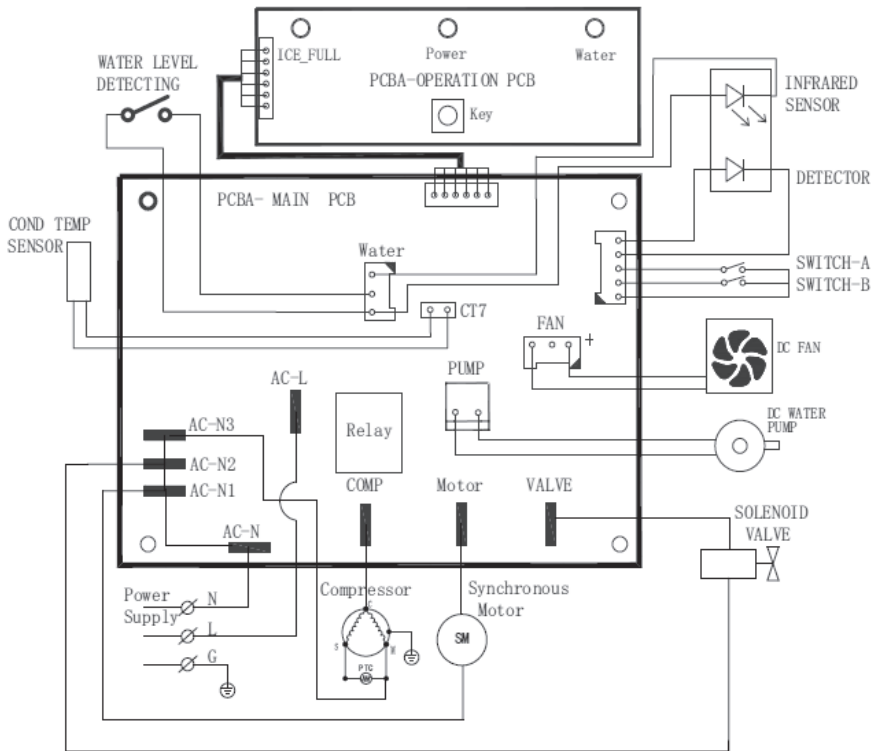 ICE_FULL
Power
Water
PCBA-OPERATION PCB
Key
WATER LEVEL
DETECTING
INFRARED
SENSOR
DETECTOR
PCBA- MAIN PCB
COND TEMP
SENSOR
Water
CT7
SWITCH-A
SWITCH-B
FAN
+
DC FAN
AC-L
PUMP
Relay
DC WATER
PUMP
AC-N3
AC-N2
AC-N1
AC-N
COMP
Motor
VALVE
SOLENOID
VALVE
Power
Supply
N
L
G
Compressor
C
S
M
PTC
Synchronous
Motor
SM